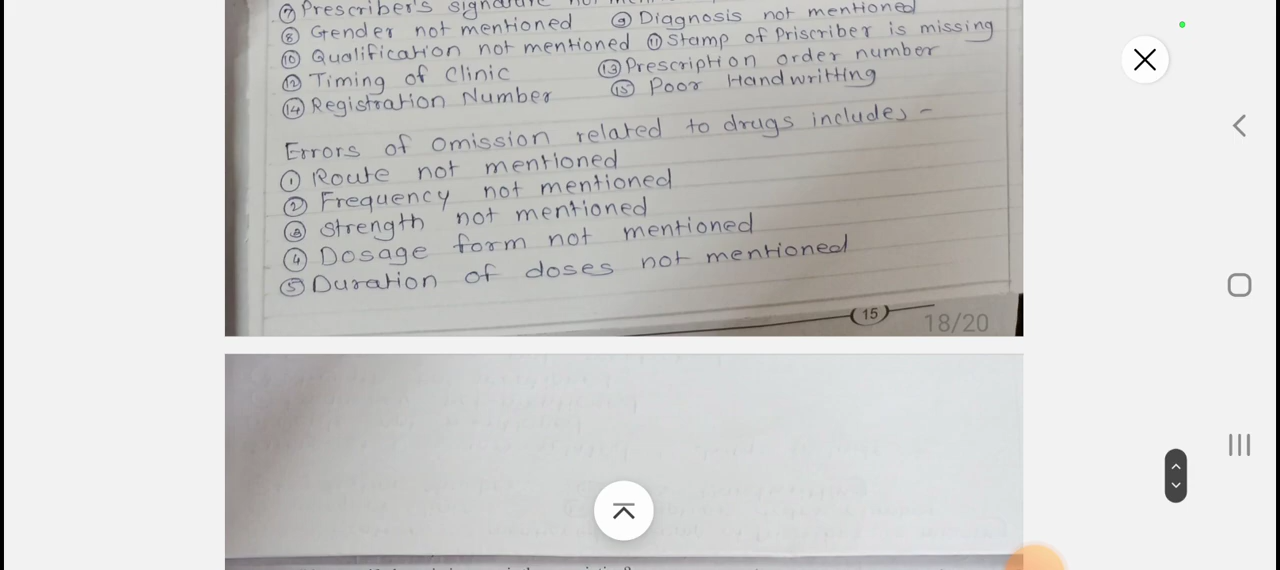 ⑦ Prescriber's signature not
⑧ Gender not mentioned ⑨ Diagnosis not mentioned
⑩ Qualification not mentioned ⑪ Stamp of Priscriber is missing
⑫ Timing of Clinic ⑬ Prescription order number
⑭ Registration Number ⑮ Poor Handwritting
Errors of omission related to drugs includes -
① Route not mentioned
② Frequency not mentioned
③ Strength not mentioned
④ Dosage form not mentioned
⑤ Duration of doses not mentioned
15
18/20